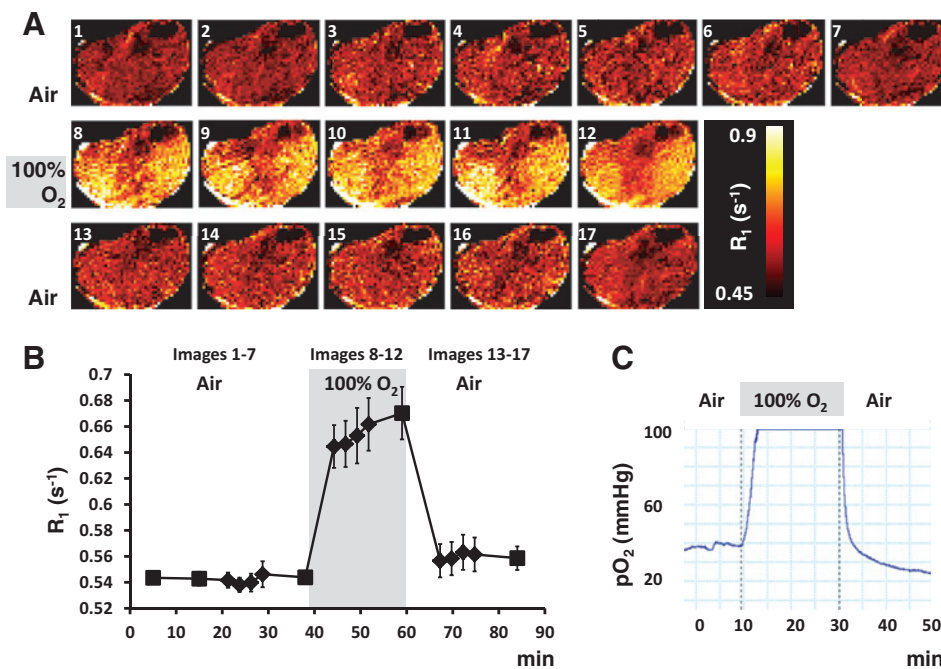 A
1 2 3 4 5 6 7
Air
8 9 10 11 12
100%
O₂
13 14 15 16 17
Air
0.9
R₁ (s⁻¹)
0.45
B
Images 1-7 Images 8-12 Images 13-17
Air 100% O₂ Air
0.7
0.68
0.66
0.64
0.62
0.6
0.58
0.56
0.54
0.52
R₁ (s⁻¹)
0 10 20 30 40 50 60 70 80 90
min
C
Air 100% O₂ Air
100
60
20
pO₂ (mmHg)
0 10 20 30 40 50
min